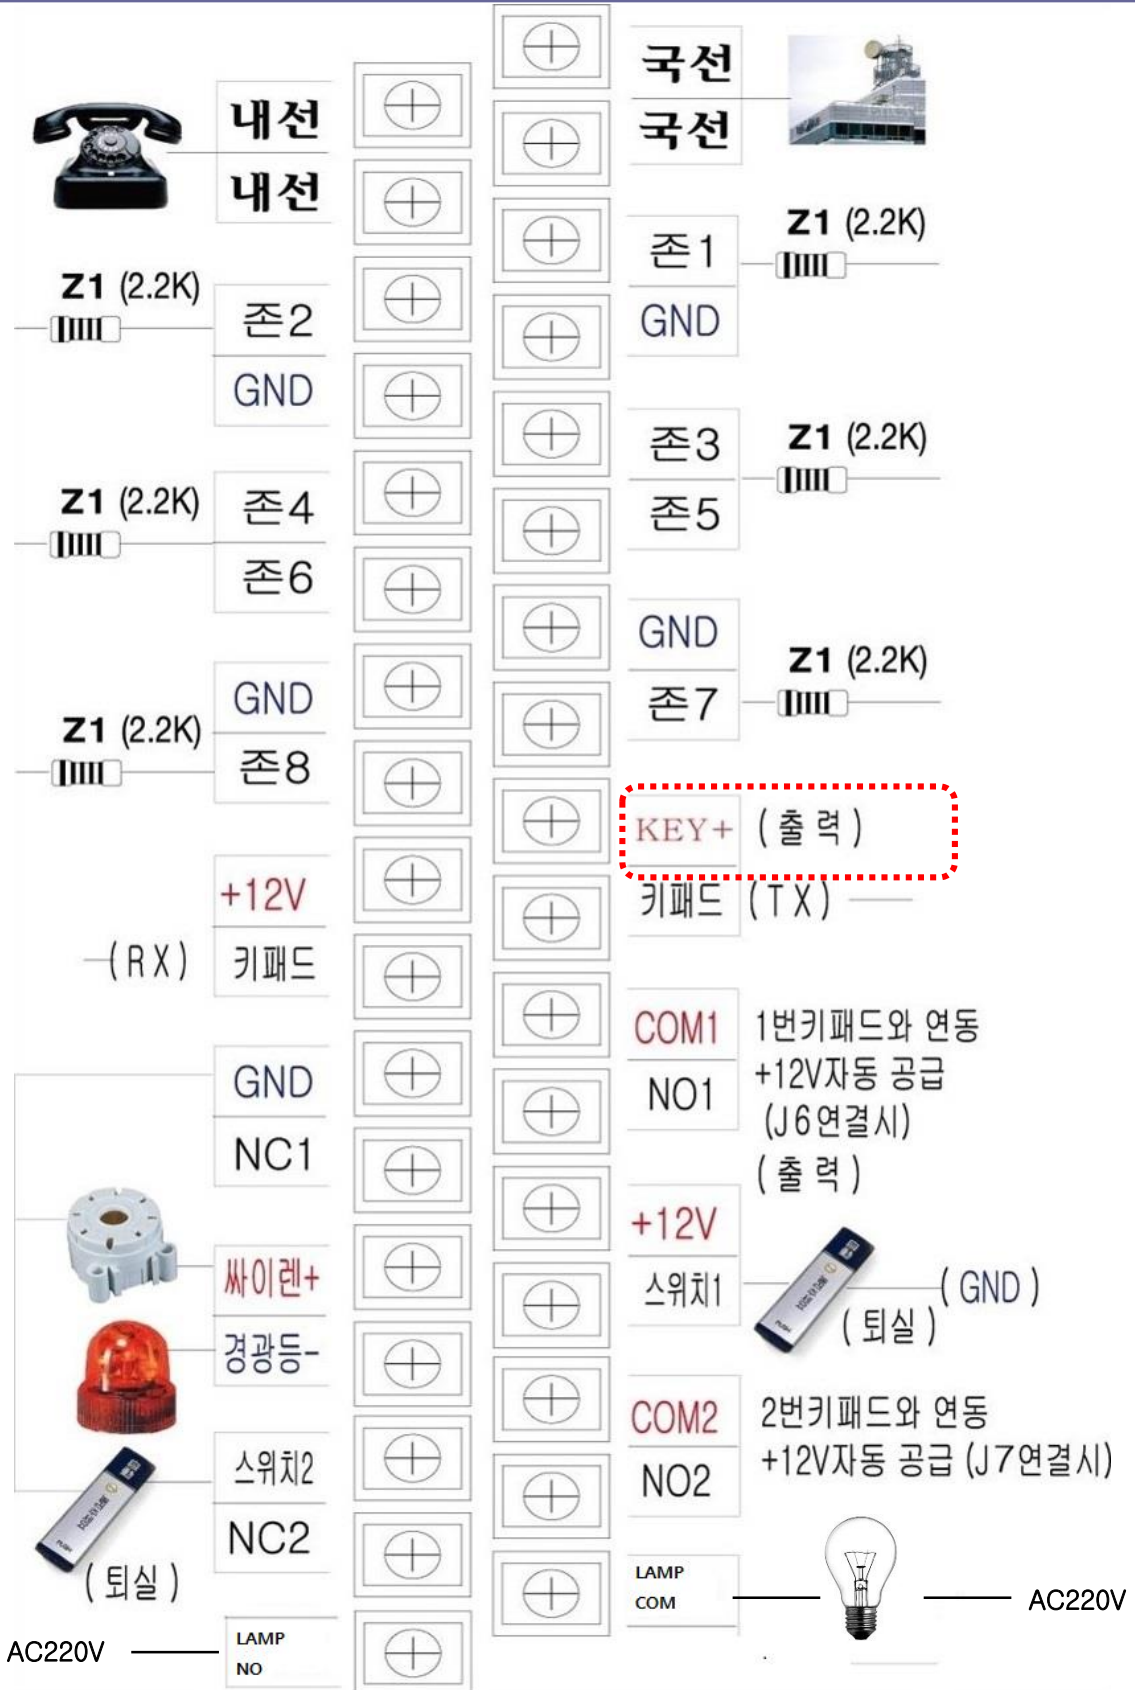 국선
내선
국선
내선
Z1 (2.2K)
존1
Z1 (2.2K)
존2
GND
GND
존3
Z1 (2.2K)
Z1 (2.2K)
존4
존5
존6
GND
Z1 (2.2K)
GND
존7
Z1 (2.2K)
존8
KEY+ (출 력)
+12V
키패드 (TX)
(RX) 키패드
COM1 1번키패드와 연동
GND
+12V자동 공급
NO1
(J6연결시)
NC1
(출 력)
+12V
싸이렌+
스위치1
(GND)
(퇴실)
경광등-
COM2 2번키패드와 연동
+12V자동 공급 (J7연결시)
스위치2
NO2
NC2
(퇴실)
LAMP
COM
AC220V
AC220V
LAMP
NO
PUSH
PUSH